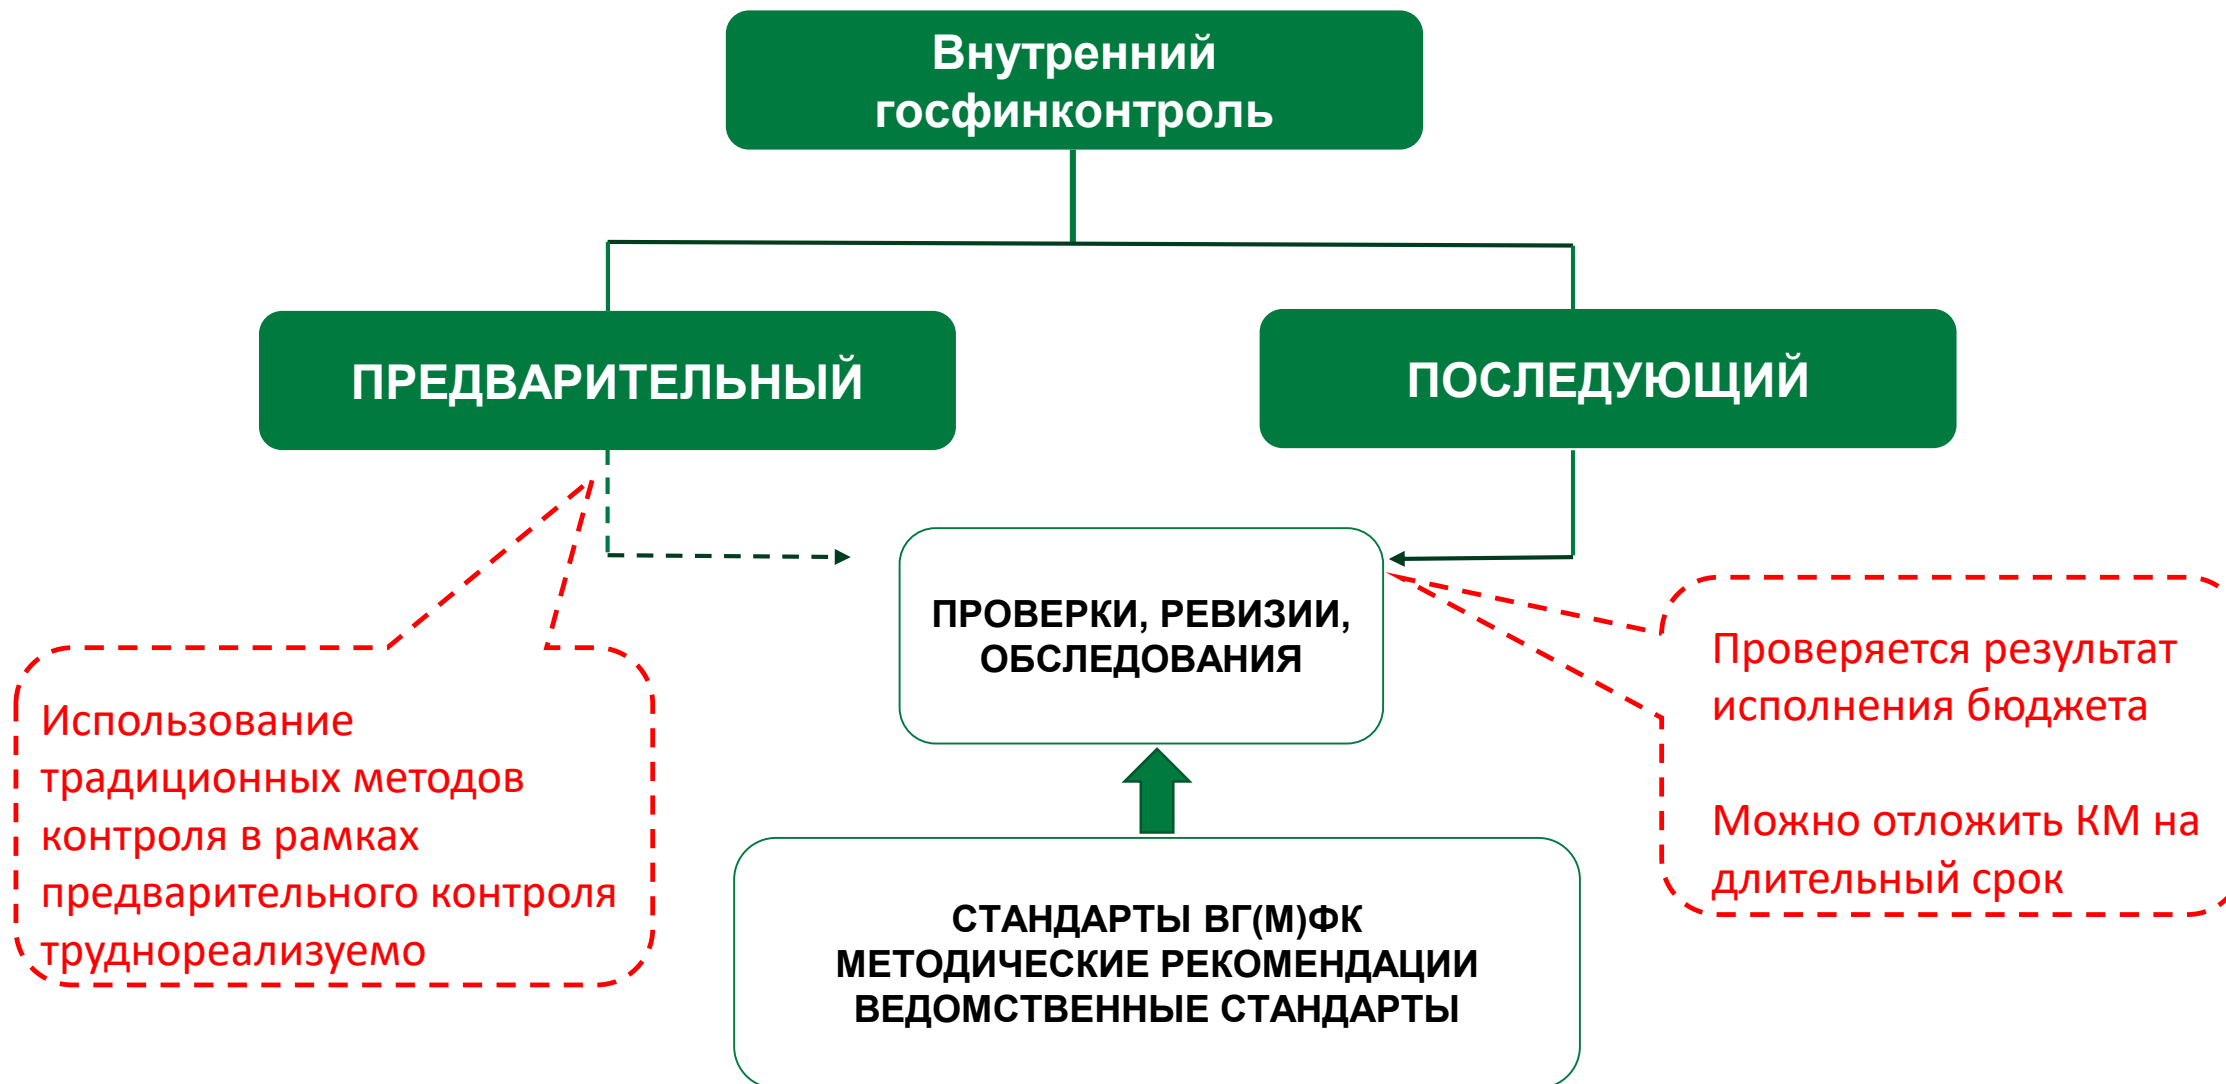 Внутренний
госфинконтроль
ПРЕДВАРИТЕЛЬНЫЙ
ПОСЛЕДУЮЩИЙ
ПРОВЕРКИ, РЕВИЗИИ,
ОБСЛЕДОВАНИЯ
Использование
традиционных методов
контроля в рамках
предварительного контроля
труднореализуемо
Проверяется результат
исполнения бюджета
Можно отложить КМ на
длительный срок
СТАНДАРТЫ ВГ(М)ФК
МЕТОДИЧЕСКИЕ РЕКОМЕНДАЦИИ
ВЕДОМСТВЕННЫЕ СТАНДАРТЫ